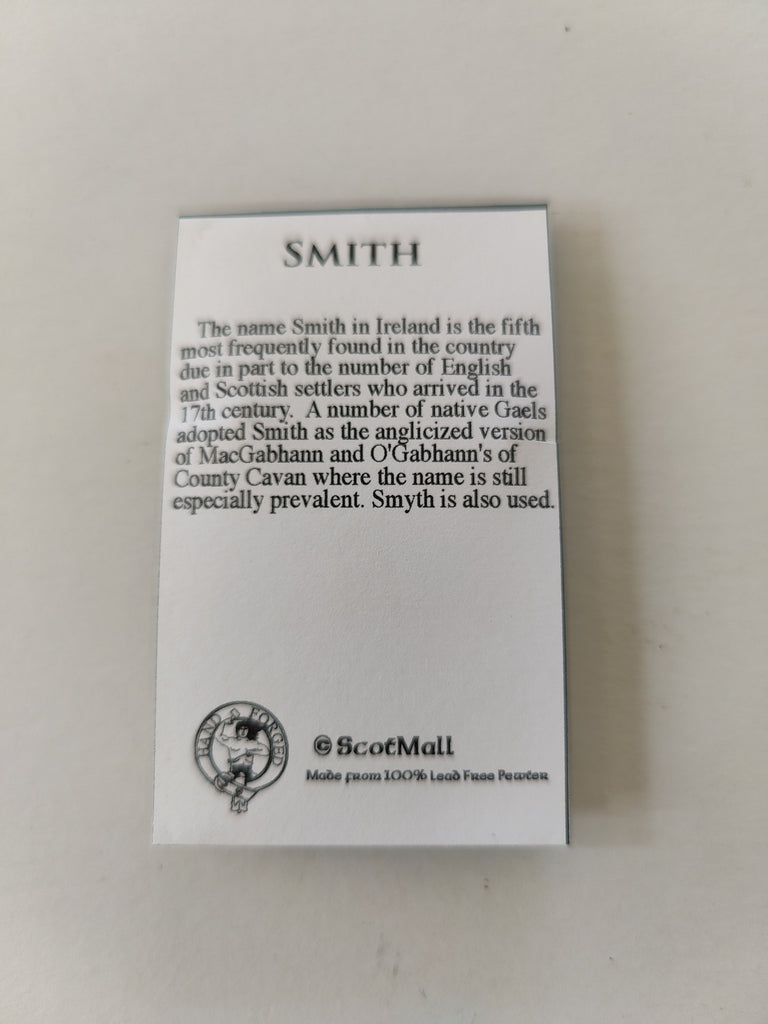 SMITH
The name Smith in Ireland is the fifth
most frequently found in the country
due in part to the number of English
and Scottish settlers who arrived in the
17th century. A number of native Gaels
adopted Smith as the anglicized version
of MacGabhann and O'Gabhann's of
County Cavan where the name is still
especially prevalent. Smyth is also used.
HAND FORGED
© ScotMall
Made from 100% Lead Free Pewter